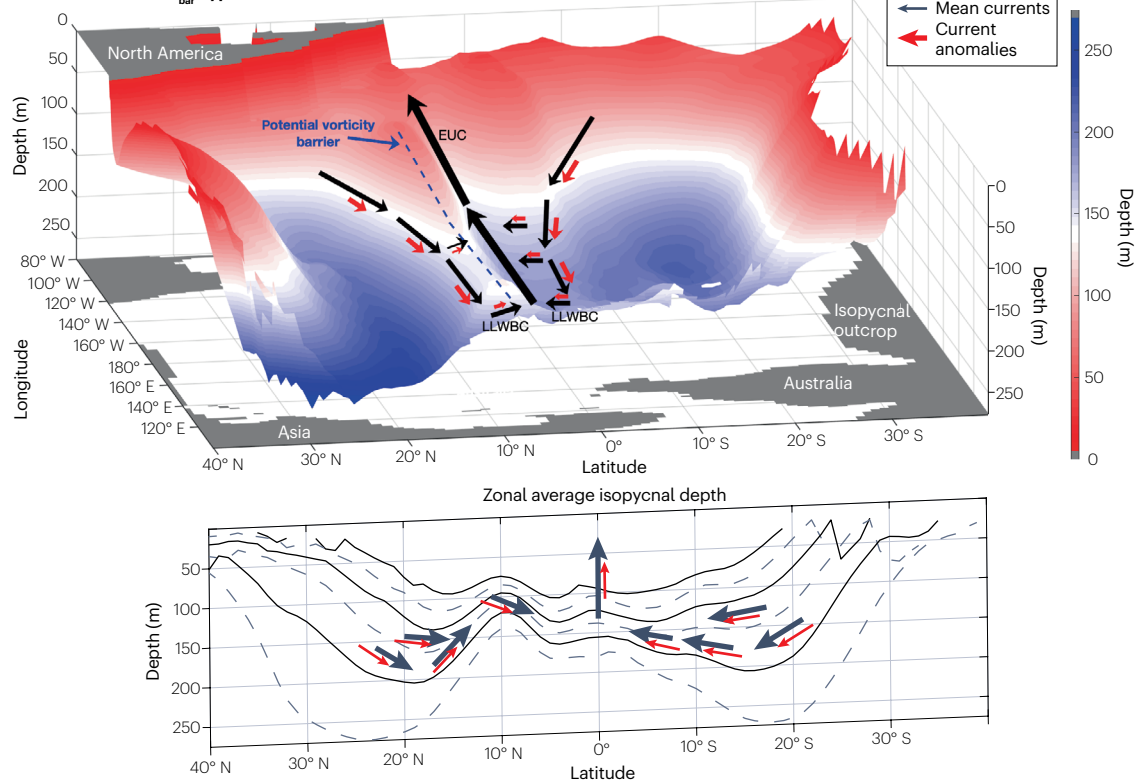 bar
Mean currents
Current
anomalies
Depth (m)
0
50
100
150
200
250
North America
Potential vorticity
barrier
EUC
LLWBC
LLWBC
80° W
100° W
120° W
140° W
160° W
180°
160° E
140° E
120° E
Longitude
Asia
Australia
Isopycnal
outcrop
40° N
30° N
20° N
10° N
0°
10° S
20° S
30° S
Latitude
0
50
100
150
200
250
Depth (m)
250
200
150
100
50
0
Depth (m)
Zonal average isopycnal depth
50
100
150
200
250
Depth (m)
40° N
30° N
20° N
10° N
0°
10° S
20° S
30° S
Latitude